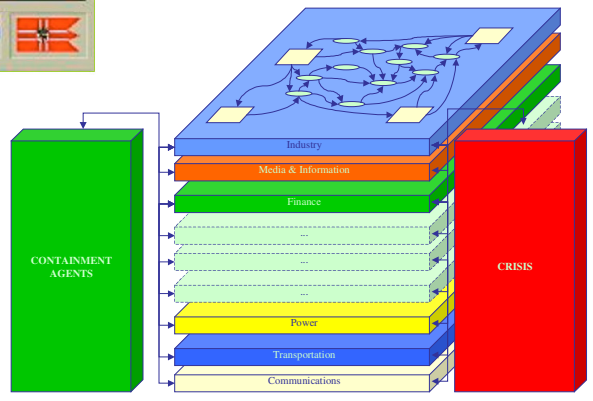 Industry
Media & Information
Finance
...
...
...
Power
Transportation
Communications
CONTAINMENT
AGENTS
CRISIS